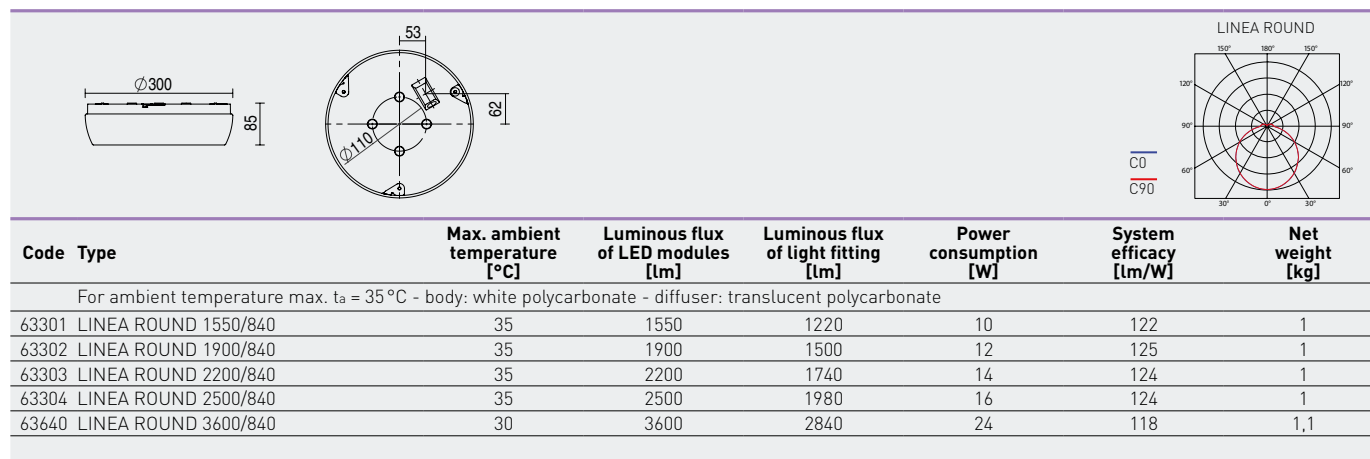 LINEA ROUND
∅300
85
53
62
∅110
150° 180° 150°
120° 120°
90° 90°
60° 60°
30° 0° 30°
C0
C90
Code Type Max. ambient temperature [°C] Luminous flux of LED modules [lm] Luminous flux of light fitting [lm] Power consumption [W] System efficacy [lm/W] Net weight [kg]
For ambient temperature max. ta = 35°C - body: white polycarbonate - diffuser: translucent polycarbonate
63301 LINEA ROUND 1550/840 35 1550 1220 10 122 1
63302 LINEA ROUND 1900/840 35 1900 1500 12 125 1
63303 LINEA ROUND 2200/840 35 2200 1740 14 124 1
63304 LINEA ROUND 2500/840 35 2500 1980 16 124 1
63640 LINEA ROUND 3600/840 30 3600 2840 24 118 1,1